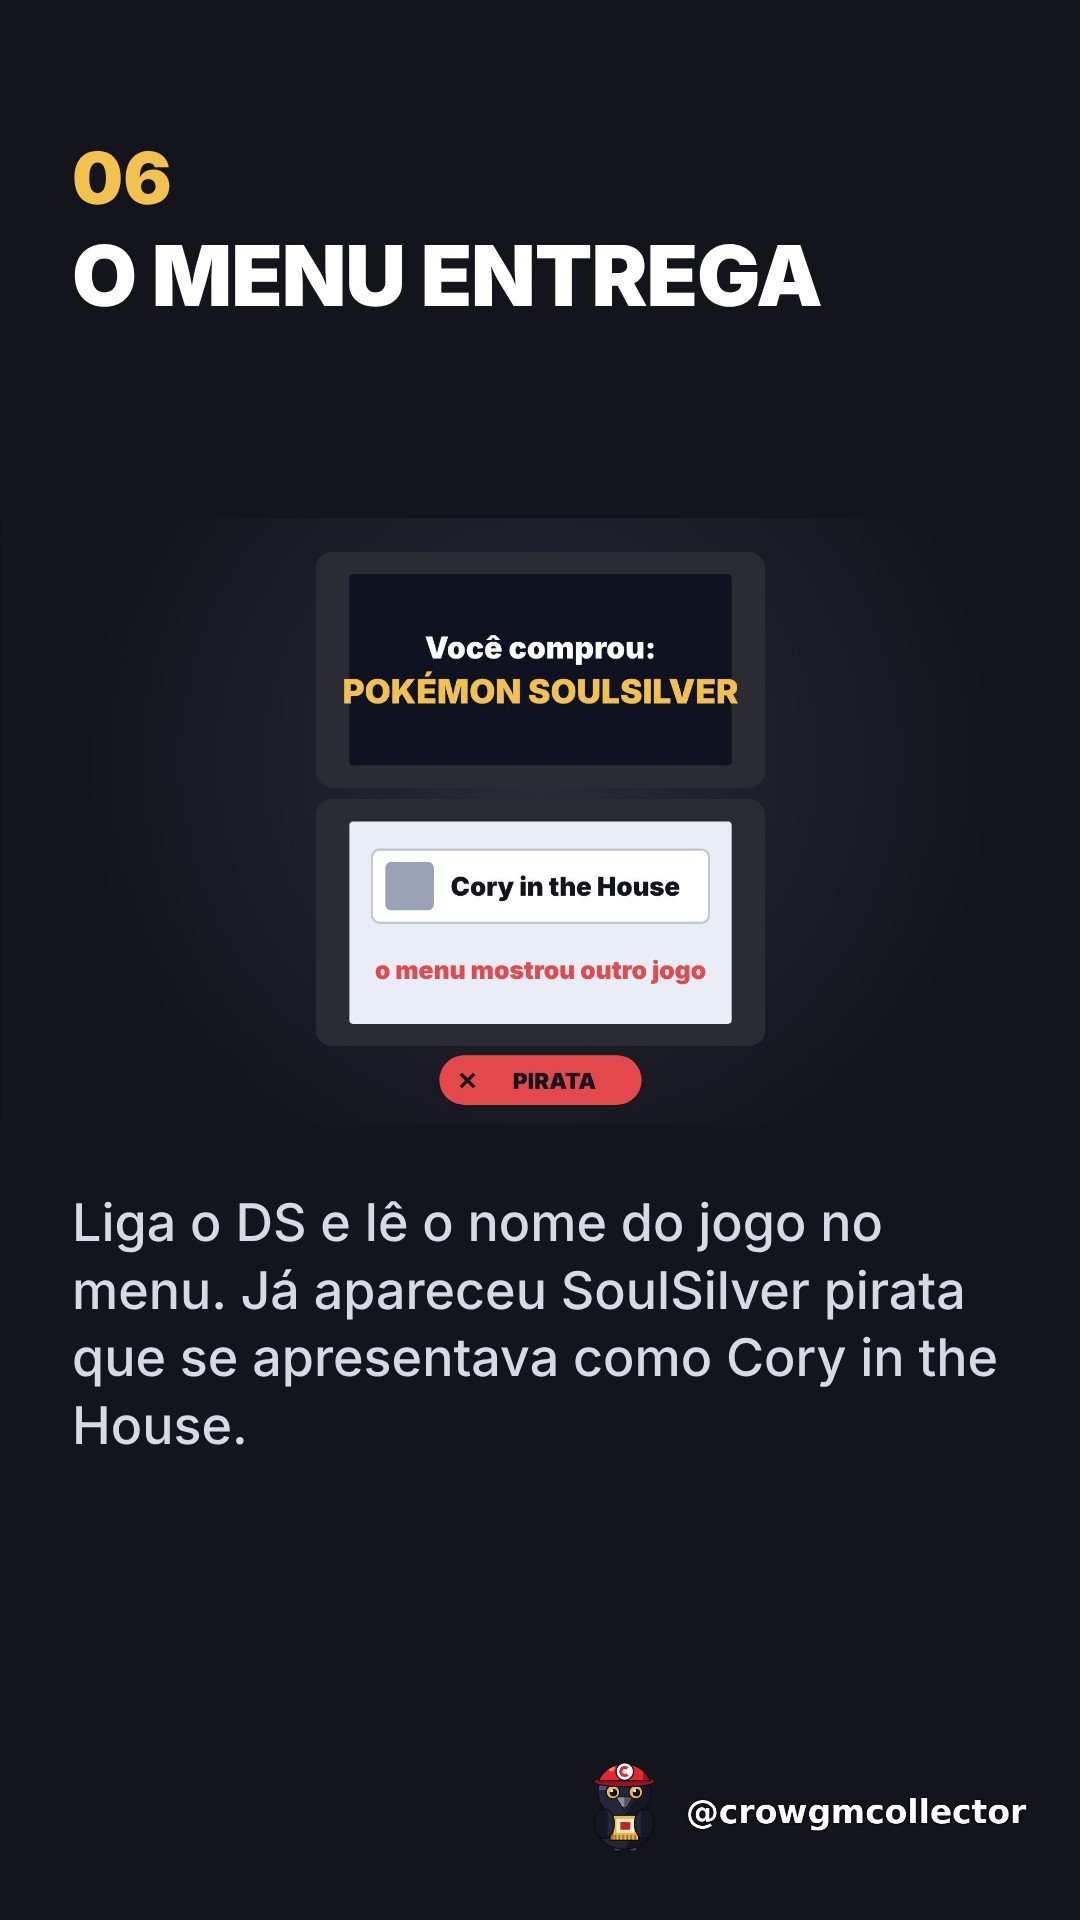 06
O MENU ENTREGA
Você comprou:
POKÉMON SOULSILVER
Cory in the House
o menu mostrou outro jogo
✕ PIRATA
Liga o DS e lê o nome do jogo no
menu. Já apareceu SoulSilver pirata
que se apresentava como Cory in the
House.
C
@crowgmcollector